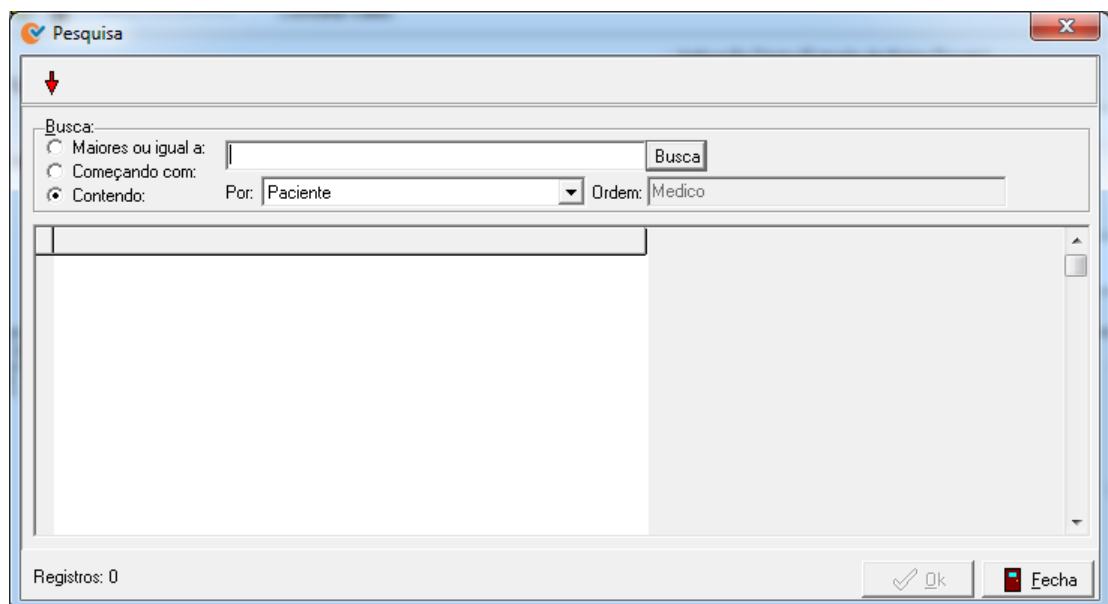 Pesquisa
Busca:
Maiores ou igual a:
Busca
Começando com:
Contendo:
Por: Paciente
Ordem: Medico
Registros: 0
Ok
Fecha